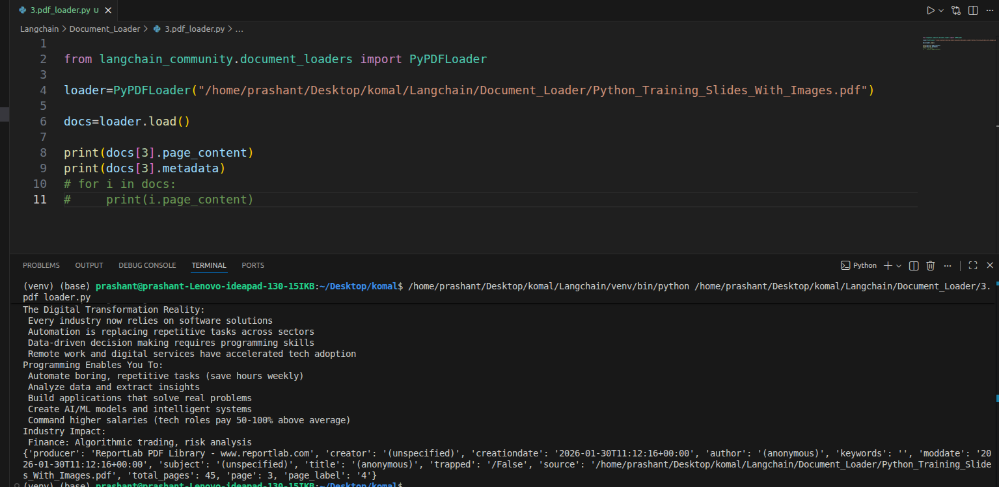 3.pdf_loader.py U
Langchain > Document_Loader > 3.pdf_loader.py > ...
1
2 from langchain_community.document_loaders import PyPDFLoader
3
4 loader=PyPDFLoader("/home/prashant/Desktop/komal/Langchain/Document_Loader/Python_Training_Slides_With_Images.pdf")
5
6 docs=loader.load()
7
8 print(docs[3].page_content)
9 print(docs[3].metadata)
10 # for i in docs:
11 #     print(i.page_content)
PROBLEMS OUTPUT DEBUG CONSOLE TERMINAL PORTS Python
(venv) (base) prashant@prashant-Lenovo-ideapad-130-15IKB:~/Desktop/komal$ /home/prashant/Desktop/komal/Langchain/venv/bin/python /home/prashant/Desktop/komal/Langchain/Document_Loader/3.
pdf_loader.py
The Digital Transformation Reality:
Every industry now relies on software solutions
Automation is replacing repetitive tasks across sectors
Data-driven decision making requires programming skills
Remote work and digital services have accelerated tech adoption
Programming Enables You To:
Automate boring, repetitive tasks (save hours weekly)
Analyze data and extract insights
Build applications that solve real problems
Create AI/ML models and intelligent systems
Command higher salaries (tech roles pay 50-100% above average)
Industry Impact:
Finance: Algorithmic trading, risk analysis
{'producer': 'ReportLab PDF Library - www.reportlab.com', 'creator': '(unspecified)', 'creationdate': '2026-01-30T11:12:16+00:00', 'author': '(anonymous)', 'keywords': '', 'moddate': '20
26-01-30T11:12:16+00:00', 'subject': '(unspecified)', 'title': '(anonymous)', 'trapped': '/False', 'source': '/home/prashant/Desktop/komal/Langchain/Document_Loader/Python_Training_Slide
s_With_Images.pdf', 'total_pages': 45, 'page': 3, 'page_label': '4'}
(venv) (base) prashant@prashant-Lenovo-ideapad-130-15IKB:~/Desktop/komal$